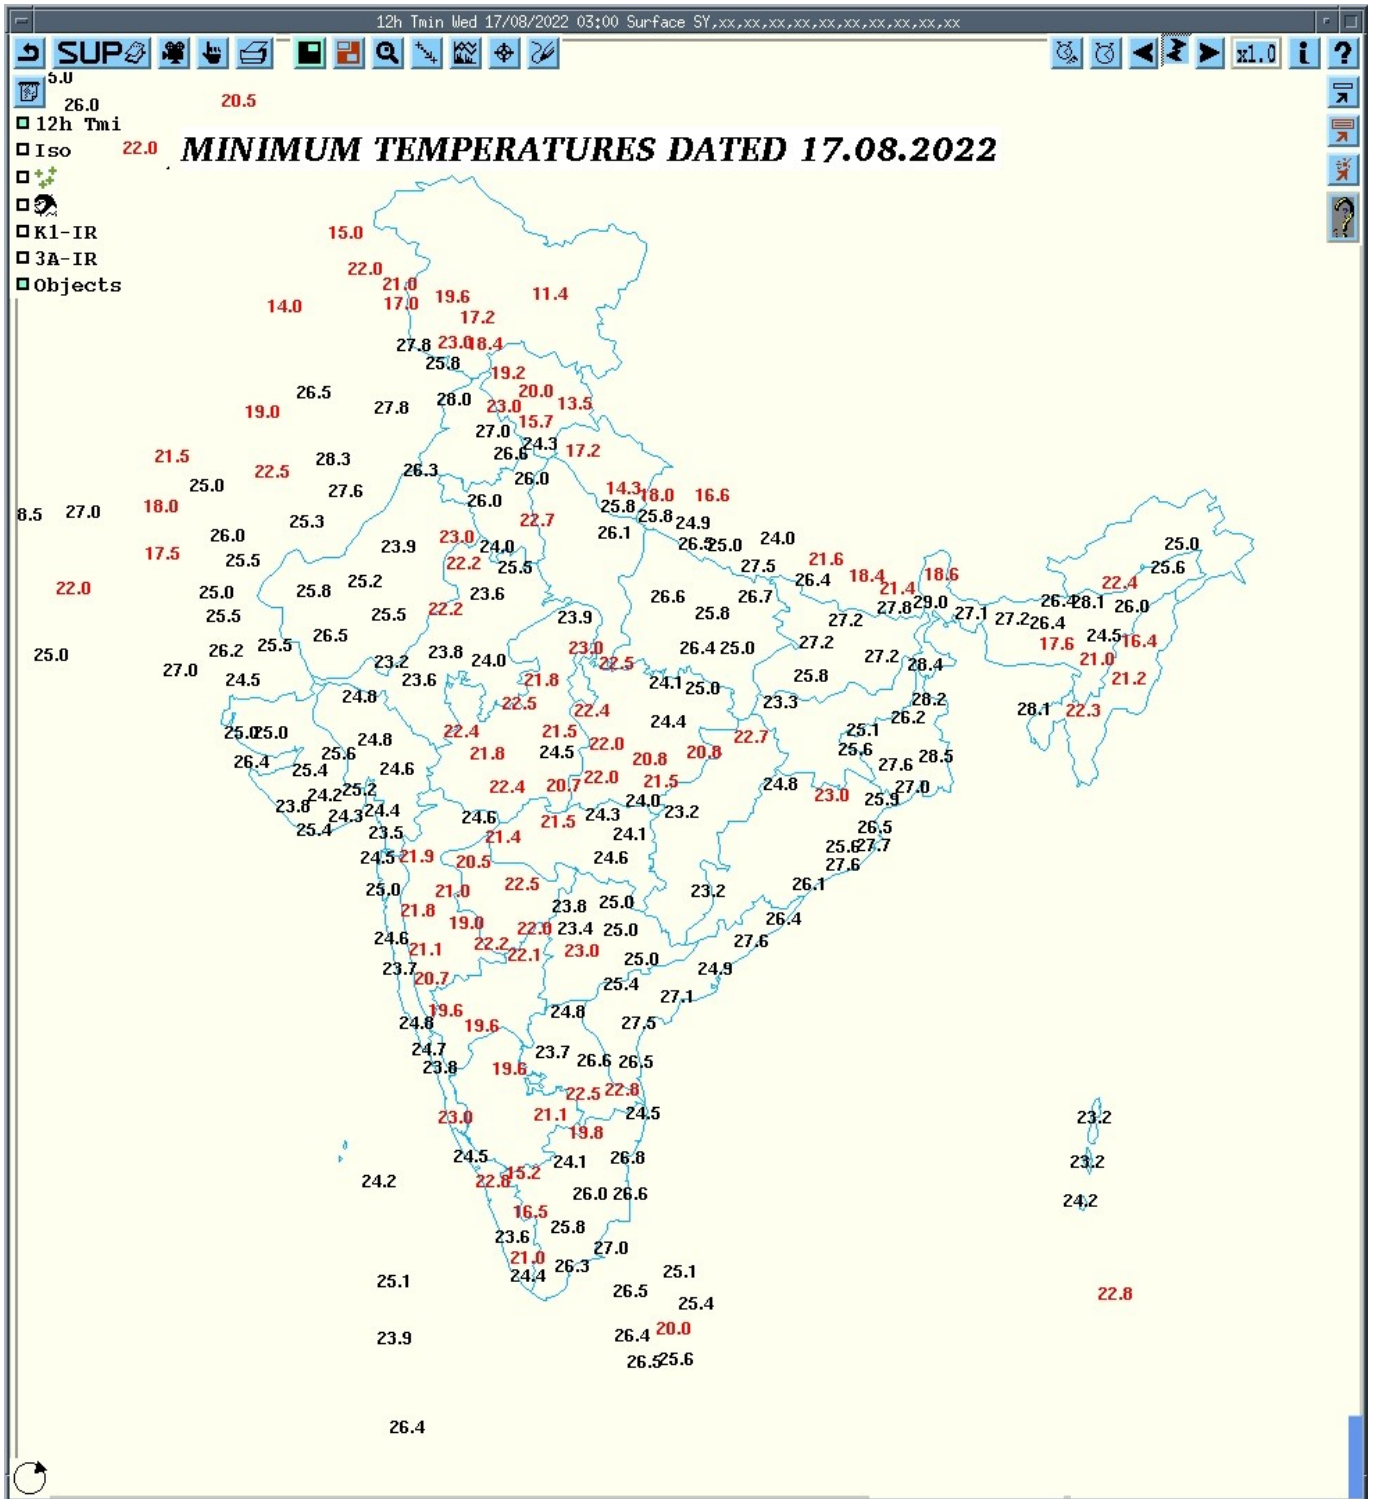 12h Tmin Wed 17/08/2022 03:00 Surface SY,xx,xx,xx,xx,xx,xx,xx,xx,xx,xx
SUP x1.0 i ?
5.0
26.0 20.5
12h Tmi
Iso 22.0 MINIMUM TEMPERATURES DATED 17.08.2022
K1-IR 15.0
3A-IR 22.0
Objects 21.0
14.0 17.0 19.6 11.4
17.2
27.8 23.0 18.4
25.8
19.2
26.5 20.0
19.0 27.8 28.0 23.0 13.5
15.7
27.0
24.3
21.5 28.3 26.6 17.2
22.5 26.3
25.0 27.6 26.0 14.3
18.0 26.0 18.0 16.6
8.5 27.0 25.3 22.7 25.8 25.8 24.9
26.0 23.0 26.1 24.0
17.5 23.9 24.0 26.5 25.0 25.0
25.5 22.2 25.5 27.5 21.6 25.6
22.0 25.0 25.8 25.2 23.6 26.4 18.4 18.6 22.4
25.5 25.5 22.2 23.9 26.6 26.7 21.4
25.8 27.2 27.8 29.0 27.1 27.2 26.4 28.1 26.0
26.4
26.2 25.5 26.5 23.8 23.0 26.4 25.0 27.2 17.6 24.5 16.4
25.0 27.0 23.2 24.0 22.5 27.2 28.4 21.0
24.5 23.6 21.8 24.1 25.0 25.8 21.2
24.8 22.5 22.4 23.3 28.2 28.1 22.3
25.0 25.0 24.8 22.4 21.5 24.4 22.7 25.1 26.2
26.4 25.6 21.8 24.5 22.0 20.8 20.8 25.6 28.5
25.4 24.6 22.0 21.5 27.6
24.2 25.2 22.4 20.7 24.8 23.0 27.0
23.8 24.3 24.4 24.6 24.3 24.0 23.2 25.9
25.4 23.5 21.4 21.5 24.1 26.5
24.5 21.9 20.5 24.6 25.6 27.7
27.6
25.0 21.0 22.5 25.0 23.2 26.1
21.8 19.0 23.8
24.6 22.2 22.0 23.4 25.0 26.4
21.1 22.1 23.0 27.6
23.7 20.7 25.0 24.9
25.4
19.6 24.8 27.1
24.8 19.6 27.5
24.7 23.7
23.8 19.6 26.6 26.5
22.5 22.8
23.0 21.1 24.5 23.2
19.8
24.5 24.1 26.8 23.2
24.2 22.8 15.2
26.0 26.6 24.2
16.5
23.6 25.8
21.0 27.0
24.4 26.3 25.1
25.1 26.5 22.8
25.4
23.9 26.4 20.0
26.5 25.6
26.4